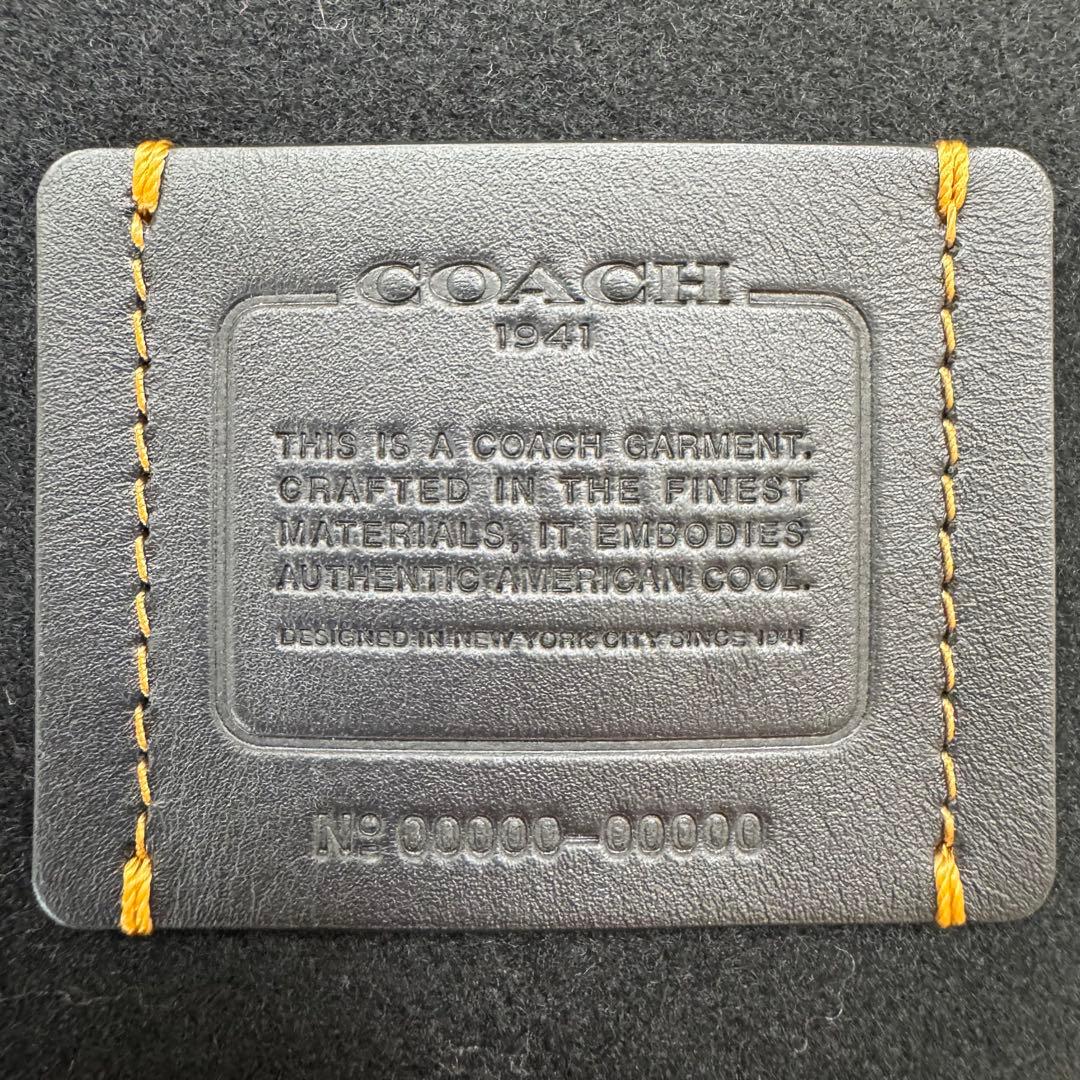 COACH
1941
THIS IS A COACH GARMENT.
CRAFTED IN THE FINEST
MATERIALS, IT EMBODIES
AUTHENTIC AMERICAN COOL.
DESIGNED IN NEW YORK CITY SINCE 1941
Nº 00000-00000